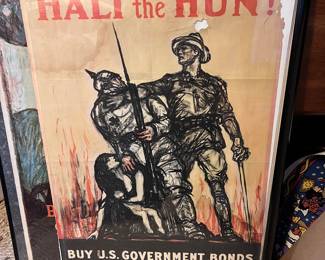 HALT the HUN!
BUY U.S. GOVERNMENT BONDS